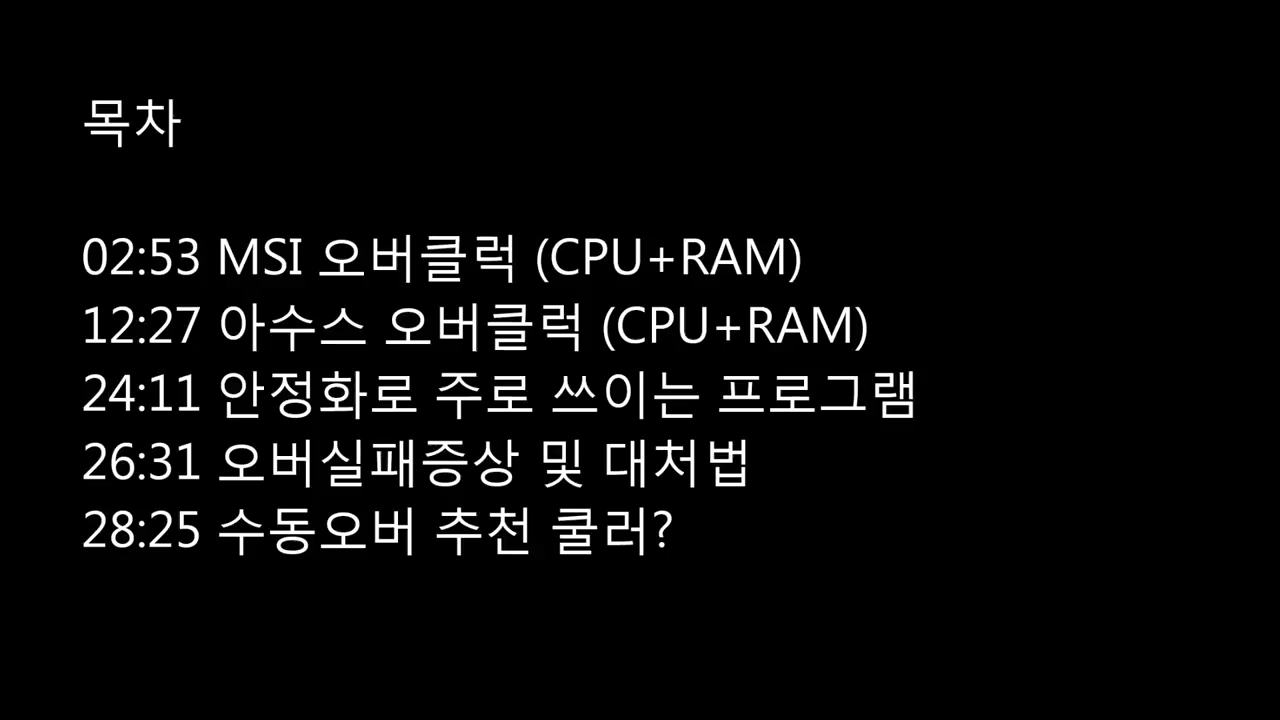 목차
02:53 MSI 오버클럭 (CPU+RAM)
12:27 아수스 오버클럭 (CPU+RAM)
24:11 안정화로 주로 쓰이는 프로그램
26:31 오버실패증상 및 대처법
28:25 수동오버 추천 쿨러?